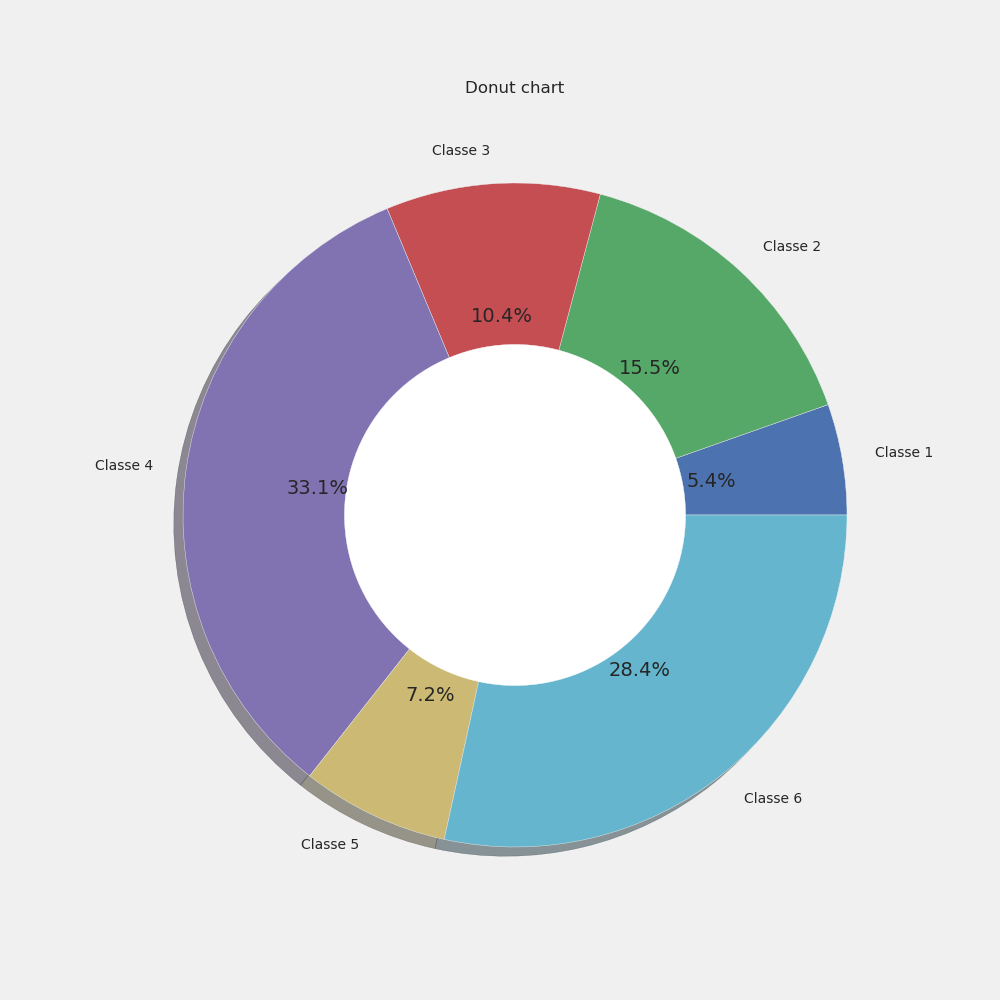 Donut chart
Classe 3
Classe 2
10.4%
15.5%
Classe 1
Classe 4
5.4%
33.1%
28.4%
7.2%
Classe 6
Classe 5